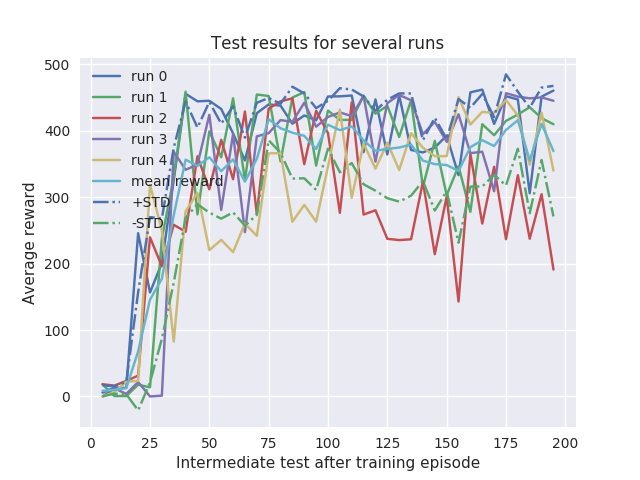 Test results for several runs
500
400
300
200
100
0
Average reward
run 0
run 1
run 2
run 3
run 4
mean reward
+STD
-STD
0 25 50 75 100 125 150 175 200
Intermediate test after training episode